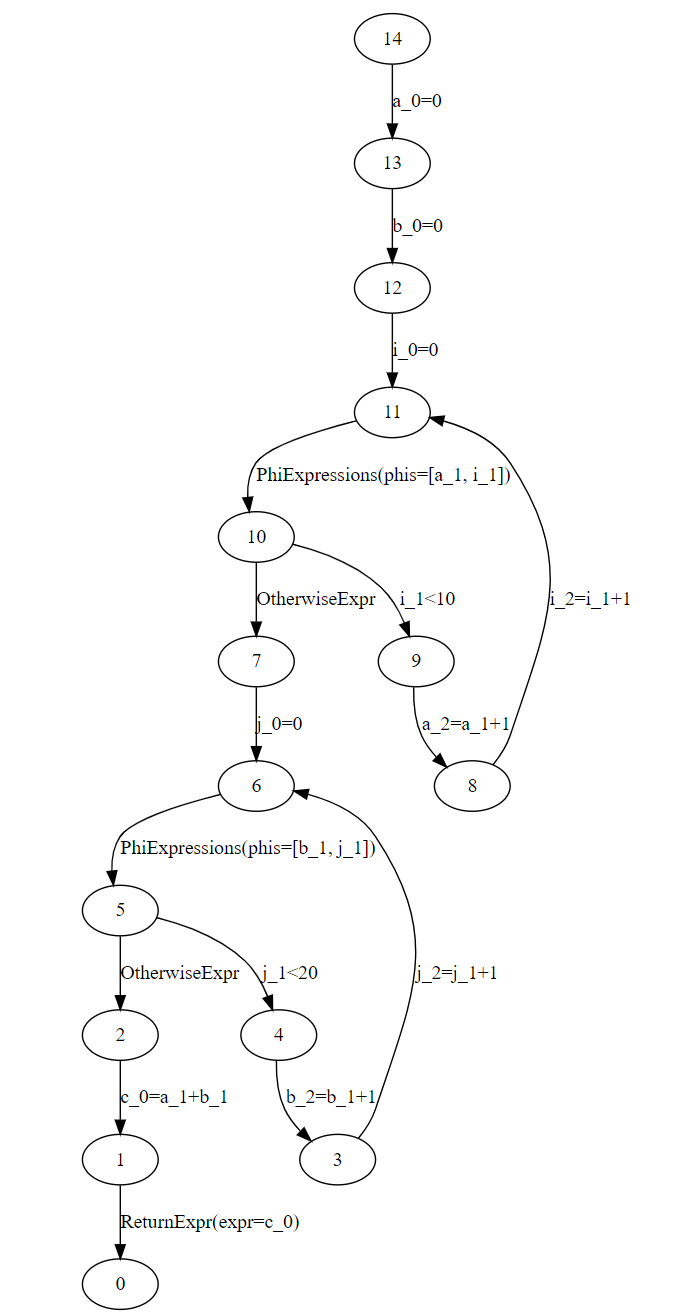 14
a_0=0
13
b_0=0
12
i_0=0
11
PhiExpressions(phis=[a_1, i_1])
10
OtherwiseExpr
i_1<10
i_2=i_1+1
7
9
j_0=0
a_2=a_1+1
6
8
PhiExpressions(phis=[b_1, j_1])
5
OtherwiseExpr
j_1<20
j_2=j_1+1
2
4
c_0=a_1+b_1
b_2=b_1+1
1
3
ReturnExpr(expr=c_0)
0